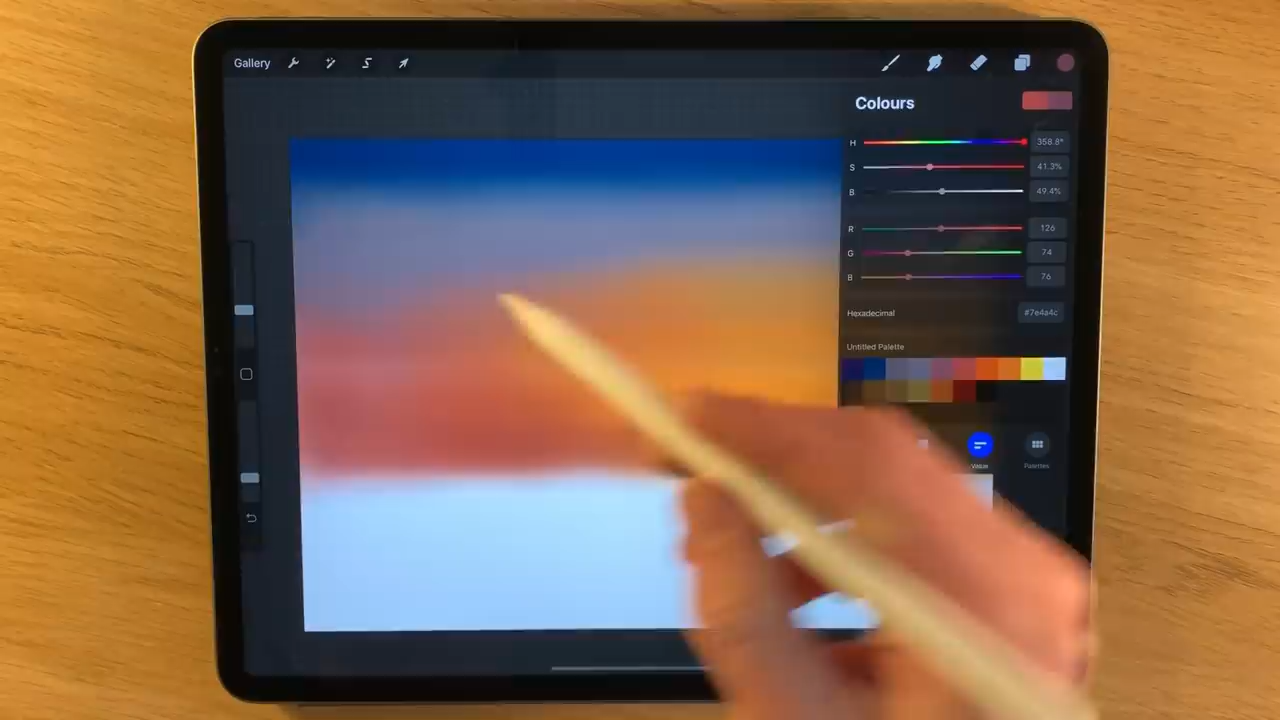 Gallery
Colours
H 358.8°
S 41.3%
B 49.4%
R 126
G 74
B 76
Hexadecimal #7e4a4c
Untitled Palette
Value Palettes